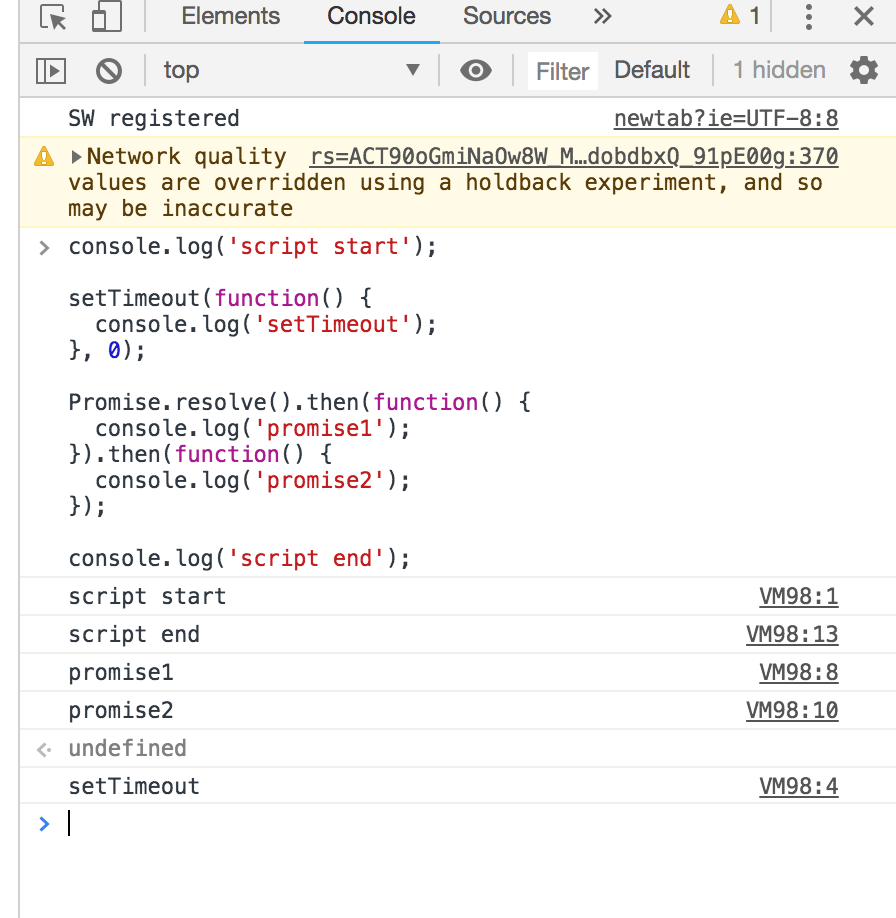 Elements Console Sources » 1
top ▼ Filter Default 1 hidden
SW registered newtab?ie=UTF-8:8
Network quality rs=ACT90oGmiNaOw8W_M…dobdbxQ_91pE00g:370
values are overridden using a holdback experiment, and so
may be inaccurate
> console.log('script start');
setTimeout(function() {
  console.log('setTimeout');
}, 0);
Promise.resolve().then(function() {
  console.log('promise1');
}).then(function() {
  console.log('promise2');
});
console.log('script end');
script start VM98:1
script end VM98:13
promise1 VM98:8
promise2 VM98:10
undefined
setTimeout VM98:4
>